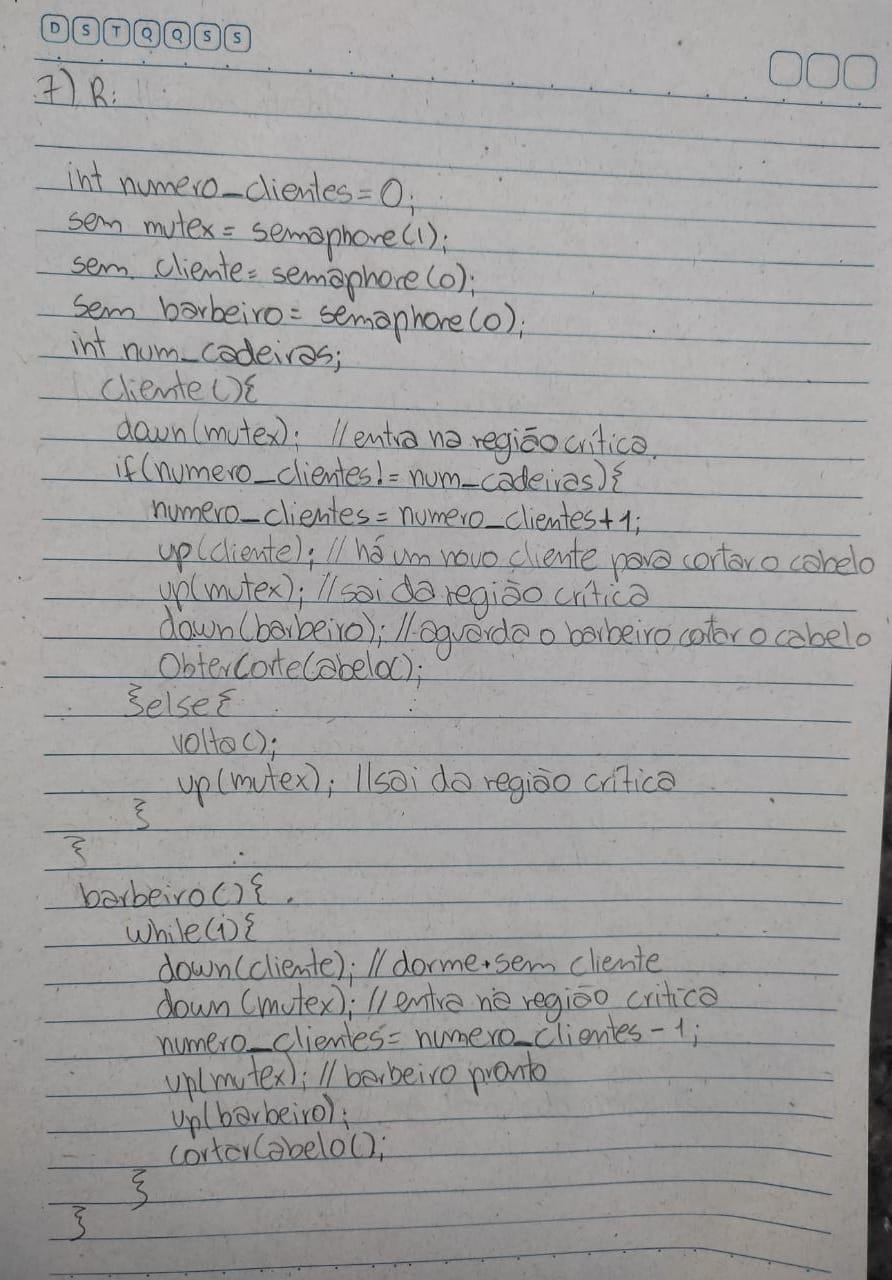 D S T Q Q S S
7) R:
int numero_clientes = 0;
sem mutex = semaphore(1);
sem cliente = semaphore(0);
sem barbeiro = semaphore(0);
int num_cadeiras;
cliente(){
down(mutex); //entra na região crítica.
if(numero_clientes != num_cadeiras){
numero_clientes = numero_clientes+1;
up(cliente); //há um novo cliente para cortar o cabelo
up(mutex); //sai da região crítica
down(barbeiro); //aguarda o barbeiro cotar o cabelo
ObterCorteCabelo();
}else{
volta();
up(mutex); //sai da região crítica
}
}
barbeiro(){
while(1){
down(cliente); //dorme sem cliente
down(mutex); //entra na região critica
numero_clientes = numero_clientes - 1;
up(mutex); //barbeiro pronto
up(barbeiro);
cortarCabelo();
}
}